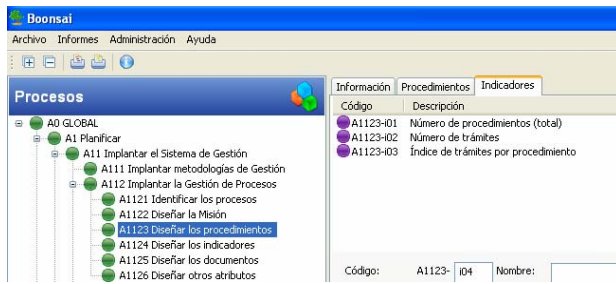 Boonsai
Archivo Informes Administración Ayuda
Procesos
A0 GLOBAL
A1 Planificar
A11 Implantar el Sistema de Gestión
A111 Implantar metodologías de Gestión
A112 Implantar la Gestión de Procesos
A1121 Identificar los procesos
A1122 Diseñar la Misión
A1123 Diseñar los procedimientos
A1124 Diseñar los indicadores
A1125 Diseñar los documentos
A1126 Diseñar otros atributos
Información Procedimientos Indicadores
Código Descripción
A1123-i01 Número de procedimientos (total)
A1123-i02 Número de trámites
A1123-i03 Índice de trámites por procedimiento
Código: A1123- i04 Nombre: